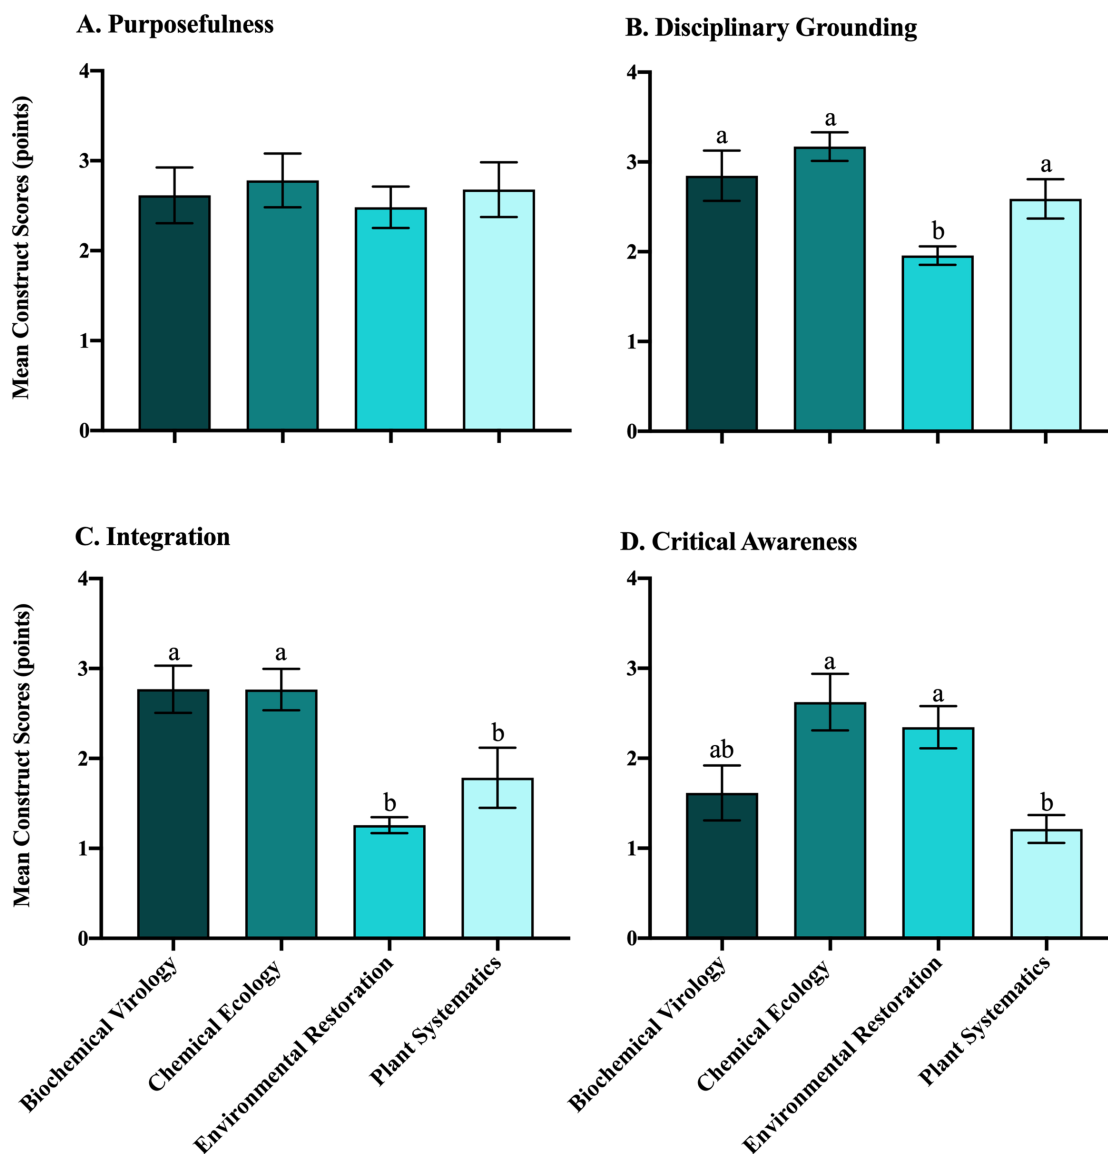 A. Purposefulness
Mean Construct Scores (points)
4
3
2
1
0
B. Disciplinary Grounding
4
3
2
1
0
a
a
b
a
C. Integration
Mean Construct Scores (points)
4
3
2
1
0
a
a
b
b
Biochemical Virology
Chemical Ecology
Environmental Restoration
Plant Systematics
D. Critical Awareness
4
3
2
1
0
ab
a
a
b
Biochemical Virology
Chemical Ecology
Environmental Restoration
Plant Systematics